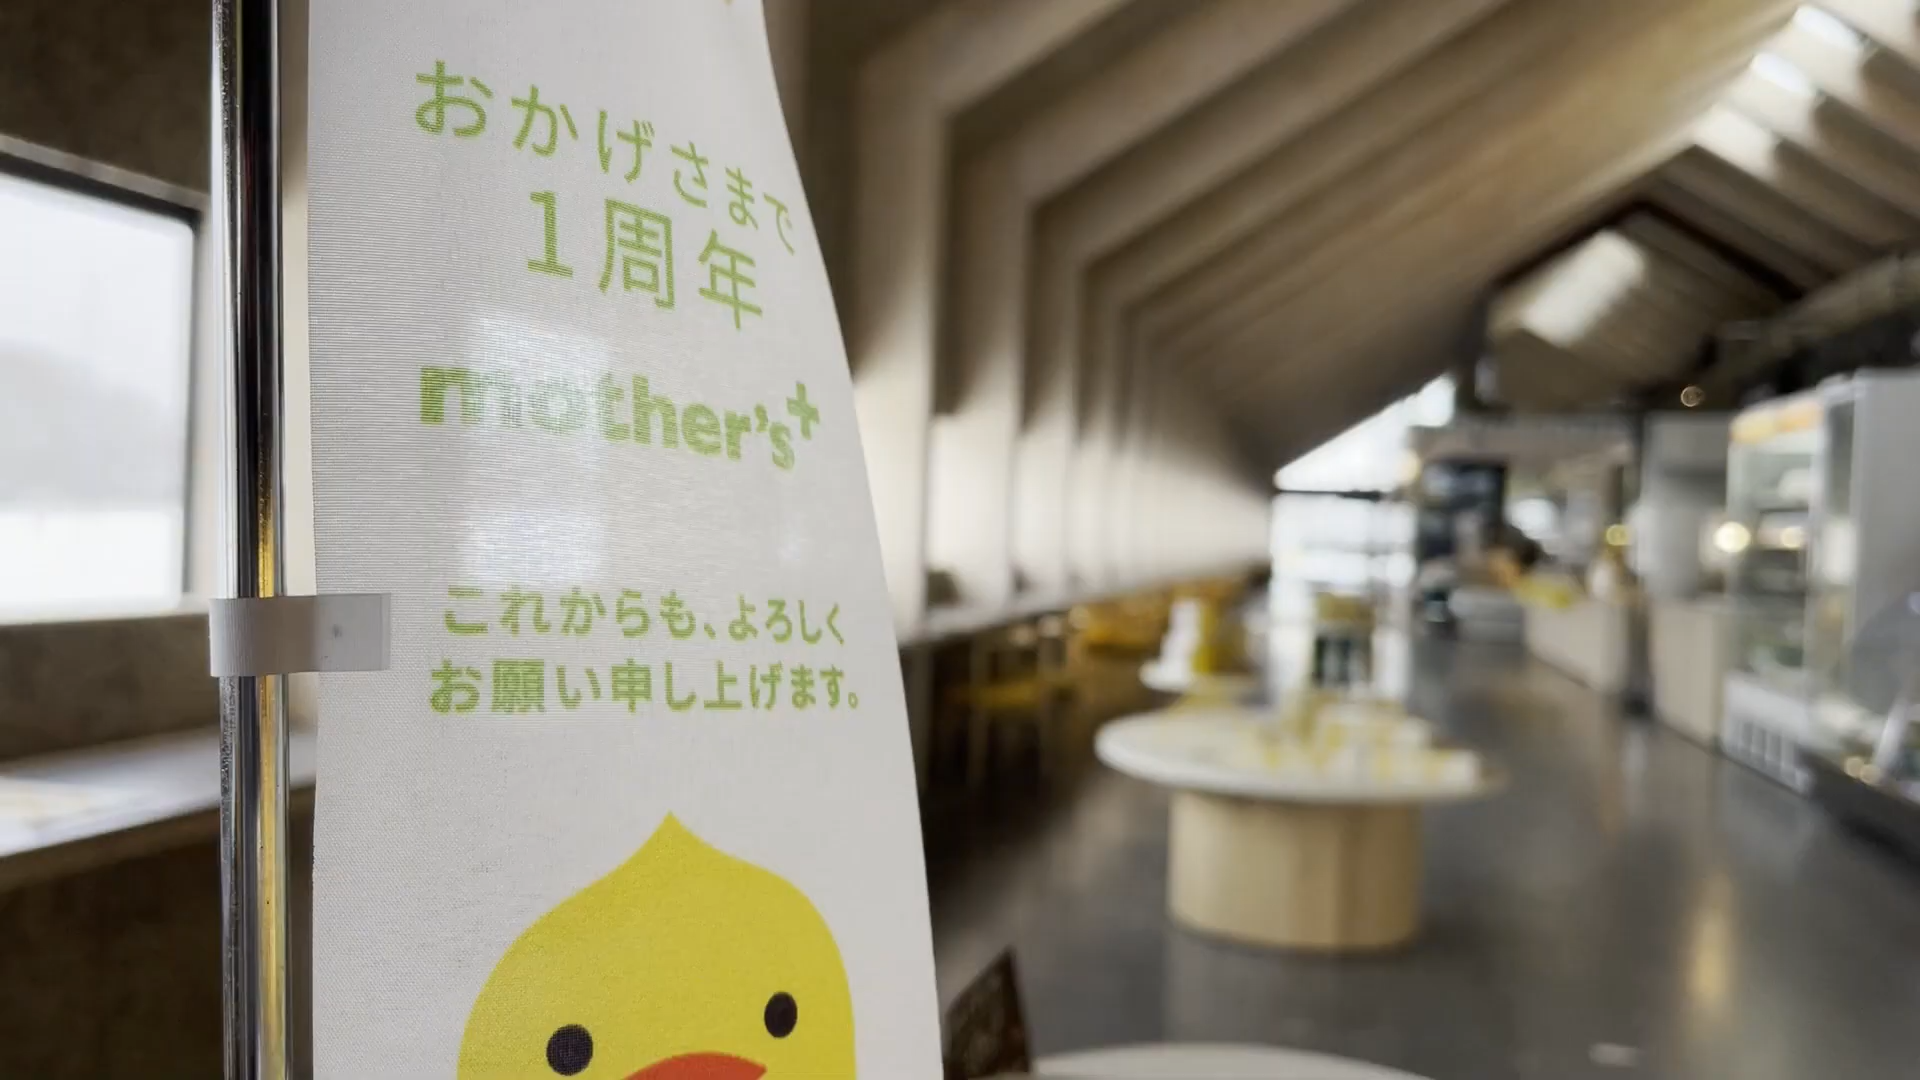 おかげさまで
1周年
mother's+
これからも、よろしく
お願い申し上げます。